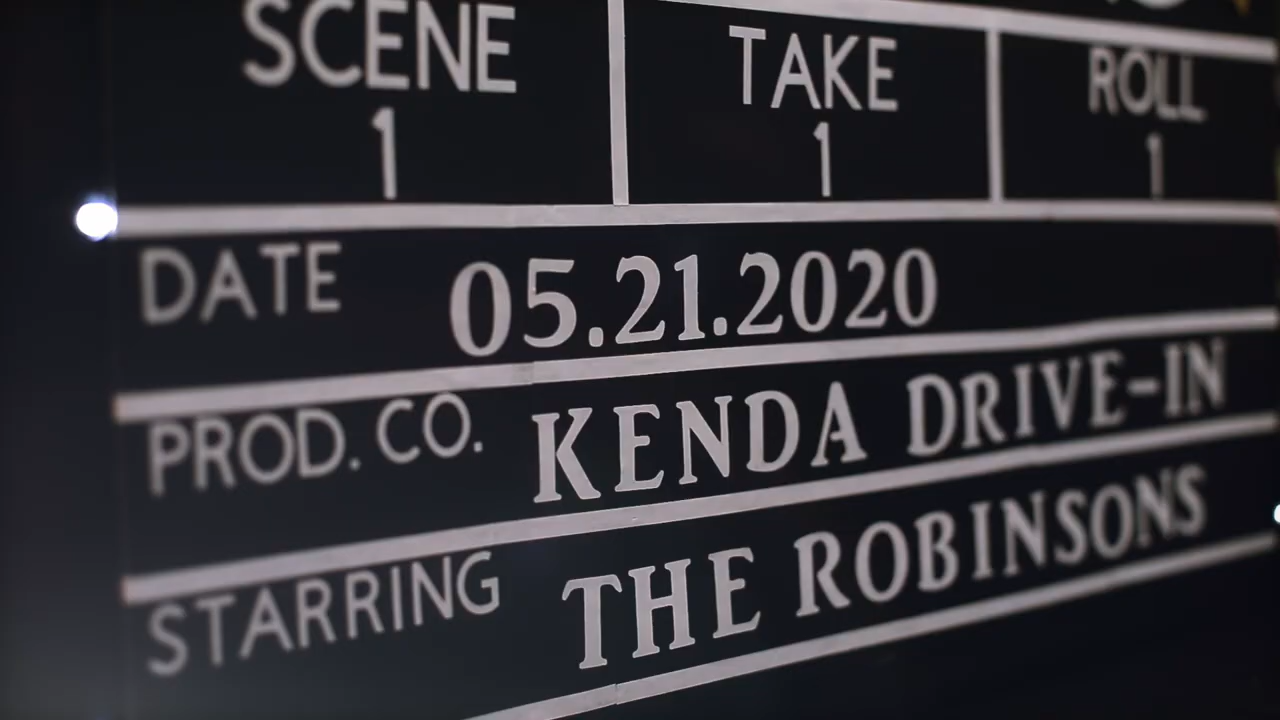 SCENE TAKE ROLL
1 1 1
DATE 05.21.2020
PROD. CO. KENDA DRIVE-IN
STARRING THE ROBINSONS